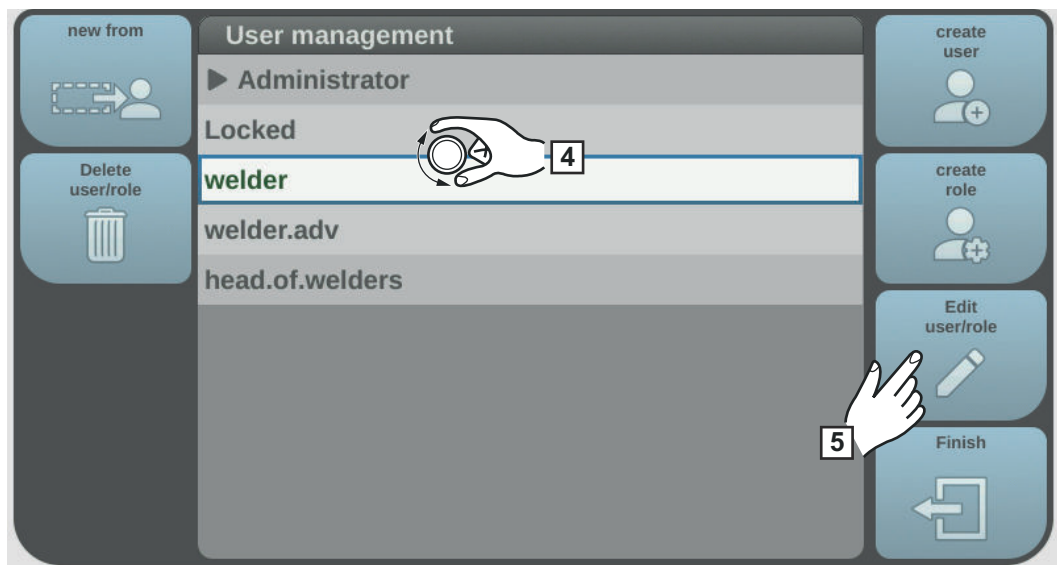 new from
User management
create
user
Administrator
Locked
4
Delete
user/role
welder
create
role
welder.adv
head.of.welders
Edit
user/role
5
Finish